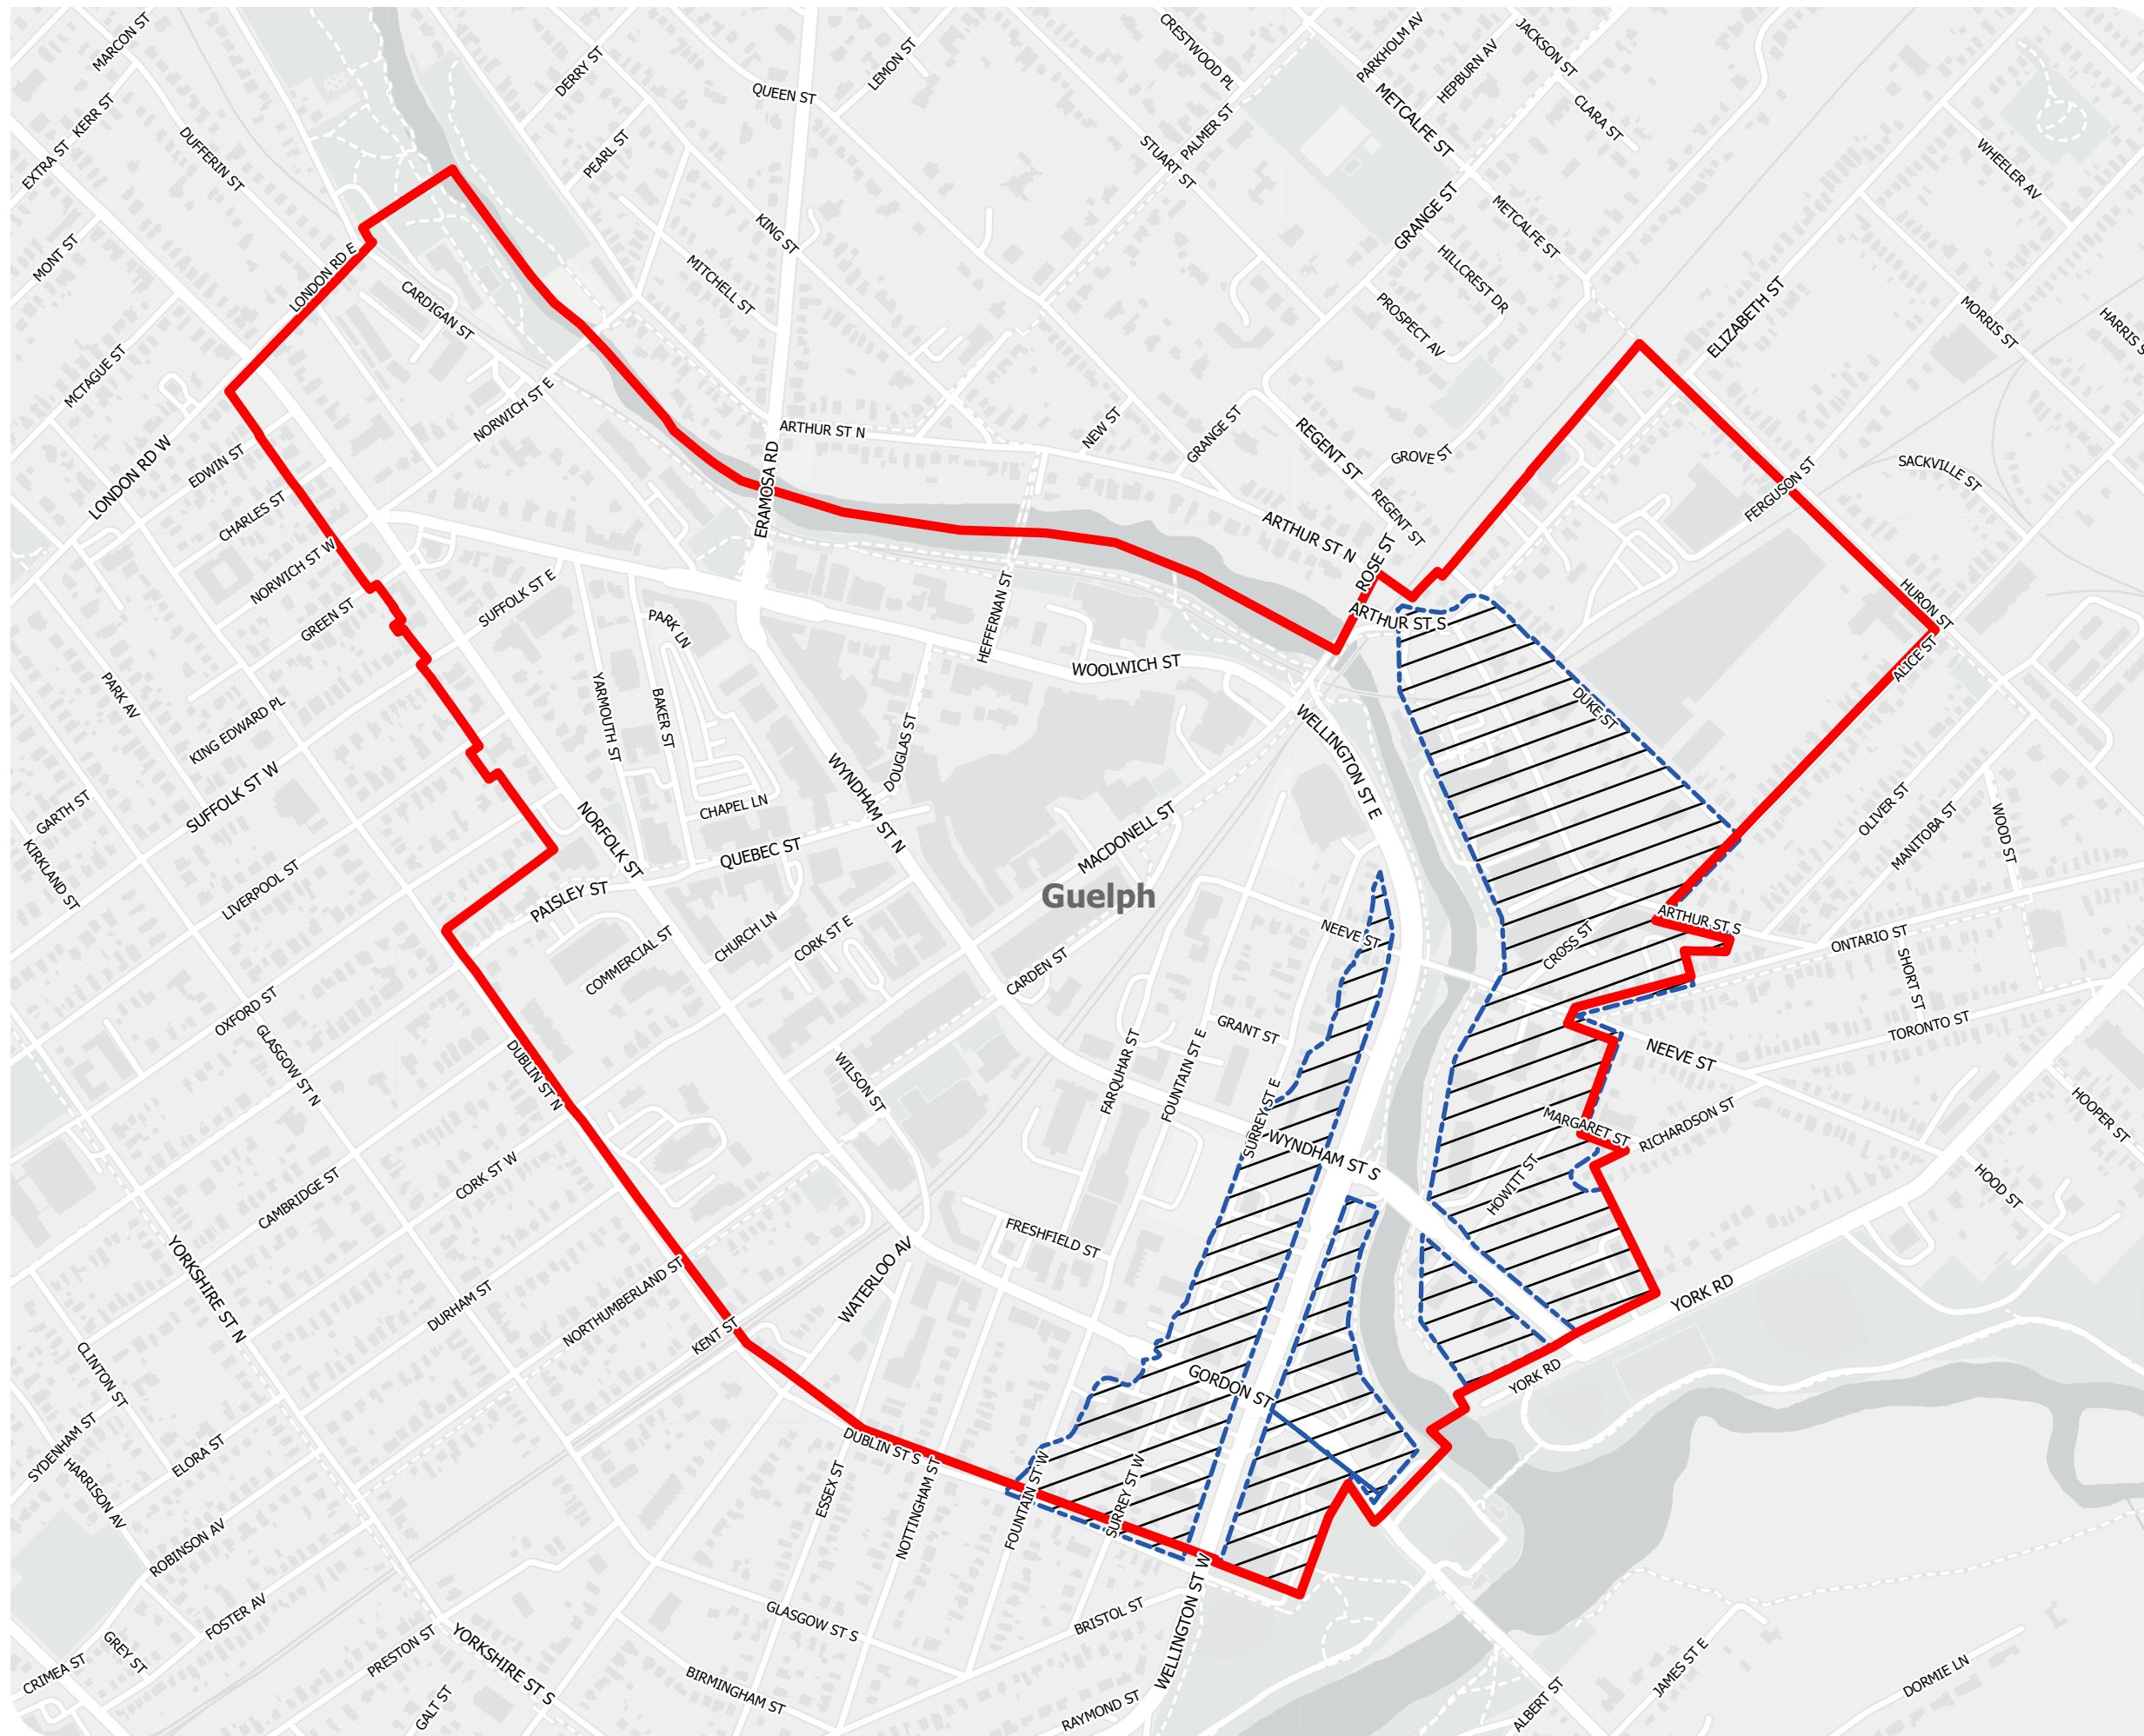 MARCON ST
DERRY ST
LEMON ST
CRESTWOOD PL
PARKHOLM AV
JACKSON ST
HEPBURN AV
QUEEN ST
METCALFE ST
CLARA ST
KERR ST
EXTRA ST
DUFFERIN ST
PEARL ST
PALMER ST
STUART ST
WHEELER AV
MONT ST
KING ST
GRANGE ST
METCALFE ST
LONDON RD E
MITCHELL ST
HILLCREST DR
CARDIGAN ST
PROSPECT AV
ELIZABETH ST
MORRIS ST
HARRIS S
MCTAGUE ST
NORWICH ST E
ARTHUR ST N
NEW ST
GRANGE ST
REGENT ST
GROVE ST
LONDON RD W
EDWIN ST
ERAMOSA RD
SACKVILLE ST
FERGUSON ST
CHARLES ST
REGENT ST
ARTHUR ST N
NORWICH ST W
ROSE ST
SUFFOLK ST E
GREEN ST
HEFFERNAN ST
PARK LN
ARTHUR ST S
HURON ST
ALICE ST
WOOLWICH ST
PARK AV
YARMOUTH ST
BAKER ST
DUKE ST
KING EDWARD PL
DOUGLAS ST
WELLINGTON ST E
SUFFOLK ST W
GARTH ST
CHAPEL LN
WYNDHAM ST N
OLIVER ST
MANITOBA ST
WOOD ST
NORFOLK ST
QUEBEC ST
MACDONELL ST
KIRKLAND ST
LIVERPOOL ST
PAISLEY ST
Guelph
CHURCH LN
CORK ST E
NEEVE ST
CROSS ST
ARTHUR ST S
ONTARIO ST
COMMERCIAL ST
CARDEN ST
SHORT ST
OXFORD ST
GLASGOW ST N
DUBLIN ST N
WILSON ST
FARQUHAR ST
FOUNTAIN ST E
GRANT ST
SURREY ST E
NEEVE ST
TORONTO ST
HOOPER ST
MARGARET ST
RICHARDSON ST
WYNDHAM ST S
CAMBRIDGE ST
CORK ST W
HOWITT ST
HOOD ST
YORKSHIRE ST N
WATERLOO AV
FRESHFIELD ST
DURHAM ST
NORTHUMBERLAND ST
KENT ST
YORK RD
CLINTON ST
GORDON ST
YORK RD
SYDENHAM ST
HARRISON AV
ELORA ST
DUBLIN ST S
ESSEX ST
NOTTINGHAM ST
FOUNTAIN ST W
SURREY ST W
ROBINSON AV
WELLINGTON ST W
FOSTER AV
GLASGOW ST S
BRISTOL ST
GREY ST
CRIMEA ST
PRESTON ST
YORKSHIRE ST S
BIRMINGHAM ST
GALT ST
RAYMOND ST
ALBERT ST
JAMES ST E
DORMIE LN